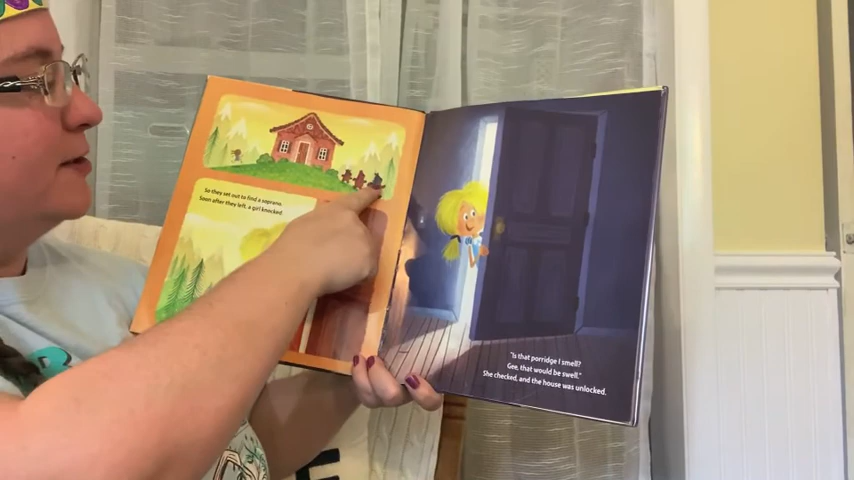 So they set out to find a soprano.
Soon after they left, a girl knocked.
"Is that porridge I smell?
Gee, that would be swell."
She checked, and the house was unlocked.